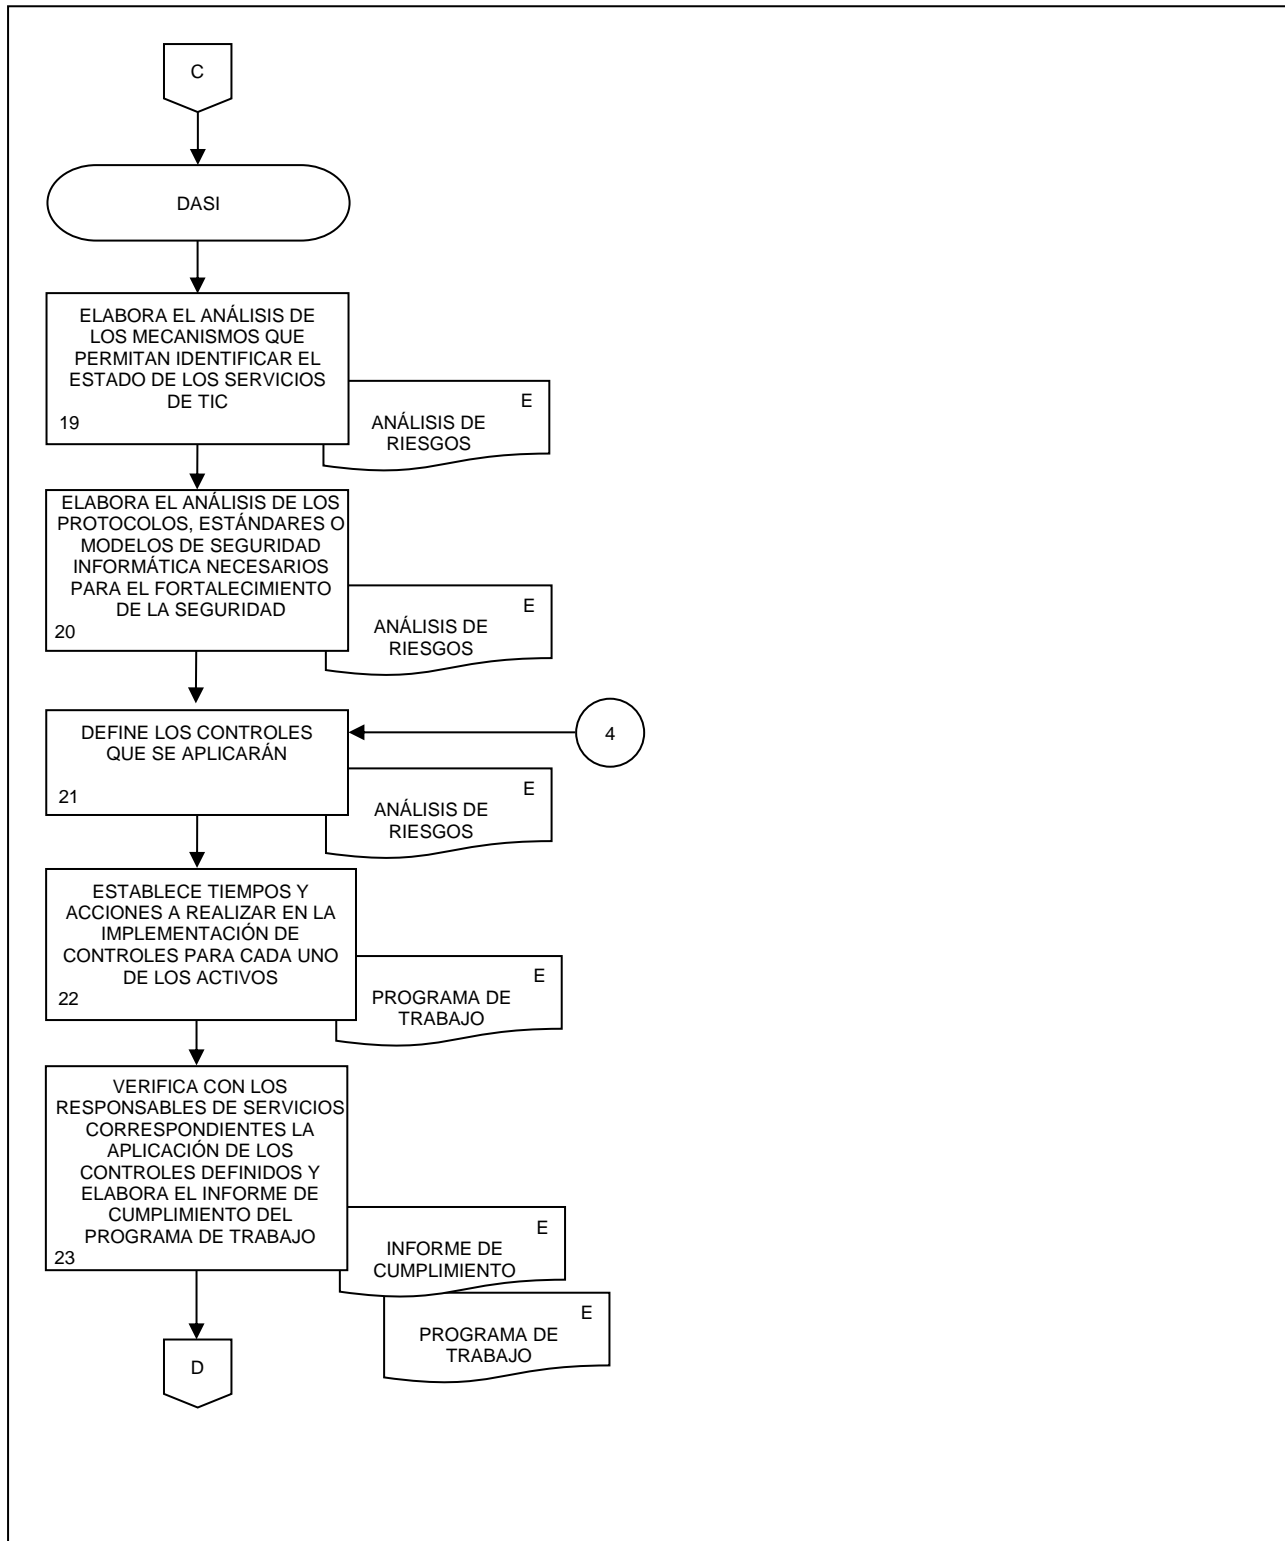 C
DASI
ELABORA EL ANÁLISIS DE
LOS MECANISMOS QUE
PERMITAN IDENTIFICAR EL
ESTADO DE LOS SERVICIOS
DE TIC
19
E
ANÁLISIS DE
RIESGOS
ELABORA EL ANÁLISIS DE LOS
PROTOCOLOS, ESTÁNDARES O
MODELOS DE SEGURIDAD
INFORMÁTICA NECESARIOS
PARA EL FORTALECIMIENTO
DE LA SEGURIDAD
20
E
ANÁLISIS DE
RIESGOS
DEFINE LOS CONTROLES
QUE SE APLICARÁN
21
4
E
ANÁLISIS DE
RIESGOS
ESTABLECE TIEMPOS Y
ACCIONES A REALIZAR EN LA
IMPLEMENTACIÓN DE
CONTROLES PARA CADA UNO
DE LOS ACTIVOS
22
E
PROGRAMA DE
TRABAJO
VERIFICA CON LOS
RESPONSABLES DE SERVICIOS
CORRESPONDIENTES LA
APLICACIÓN DE LOS
CONTROLES DEFINIDOS Y
ELABORA EL INFORME DE
CUMPLIMIENTO DEL
PROGRAMA DE TRABAJO
23
E
INFORME DE
CUMPLIMIENTO
E
PROGRAMA DE
TRABAJO
D